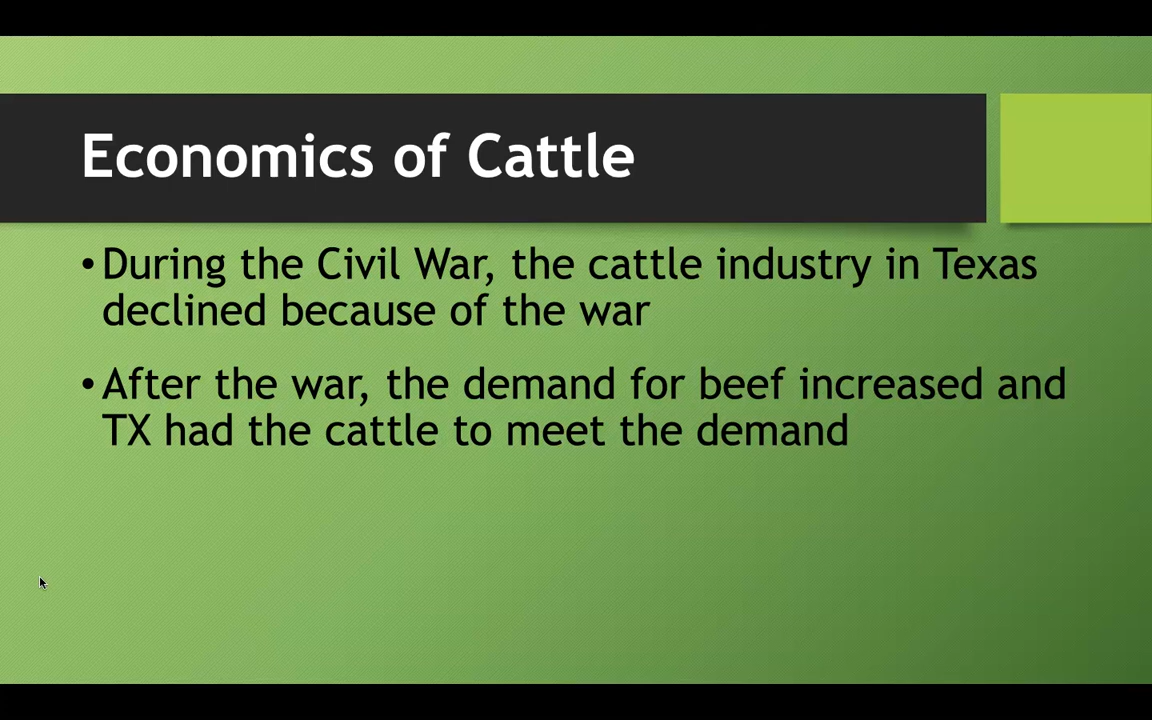 Economics of Cattle
•During the Civil War, the cattle industry in Texas
declined because of the war
•After the war, the demand for beef increased and
TX had the cattle to meet the demand